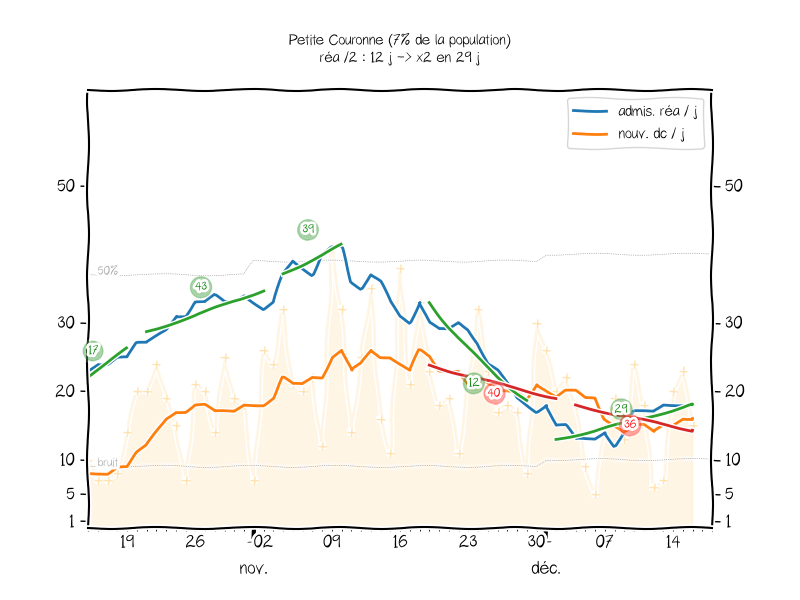 Petite Couronne (7% de la population)
réa /2 : 12 j -> x2 en 29 j
admis. réa / j
nouv. dc / j
50
50
39
50%
43
30
30
17
12
40
29
36
20
20
bruit
10
10
5
5
1
1
19 26 02 09 16 23 30 07 14
nov. déc.